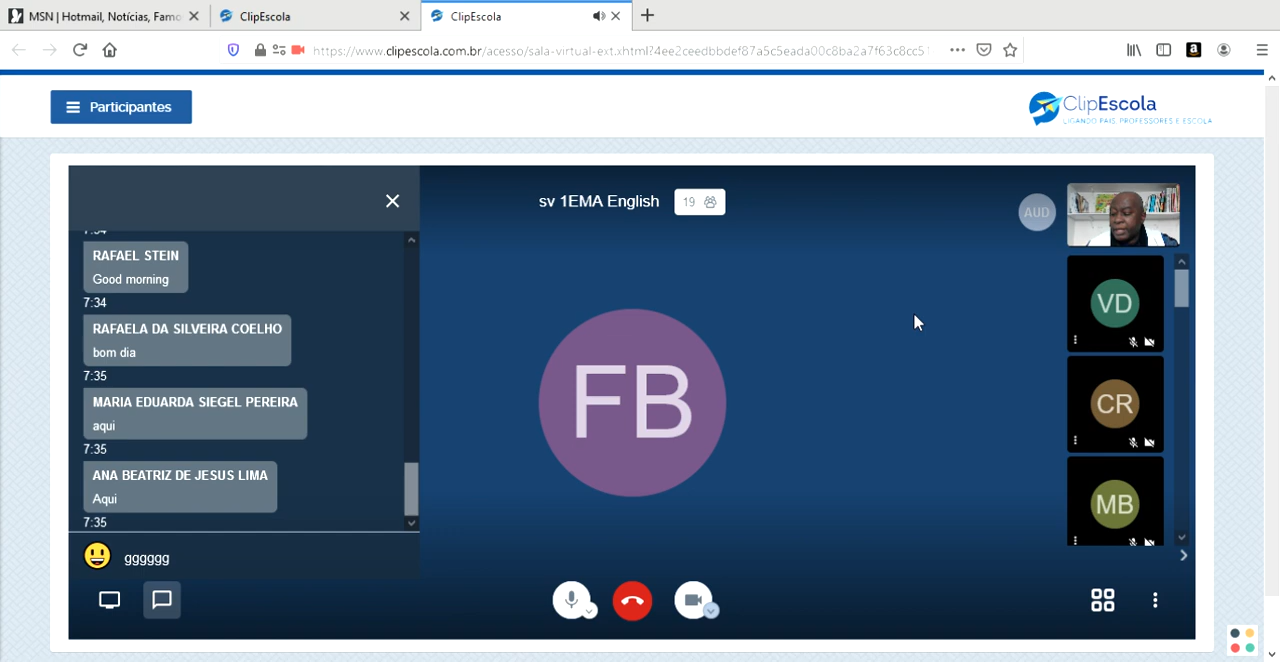 MSN | Hotmail, Notícias, Famo
ClipEscola
ClipEscola
https://www.clipescola.com.br/acesso/sala-virtual-ext.xhtml?4ee2ceedbbdef87a5c5eada00c8ba2a7f63c8cc51
Participantes
ClipEscola
LIGANDO PAIS, PROFESSORES E ESCOLA
sv 1EMA English
19
AUD
7:34
RAFAEL STEIN
Good morning
7:34
RAFAELA DA SILVEIRA COELHO
bom dia
7:35
MARIA EDUARDA SIEGEL PEREIRA
aqui
7:35
ANA BEATRIZ DE JESUS LIMA
Aqui
7:35
gggggg
FB
VD
CR
MB